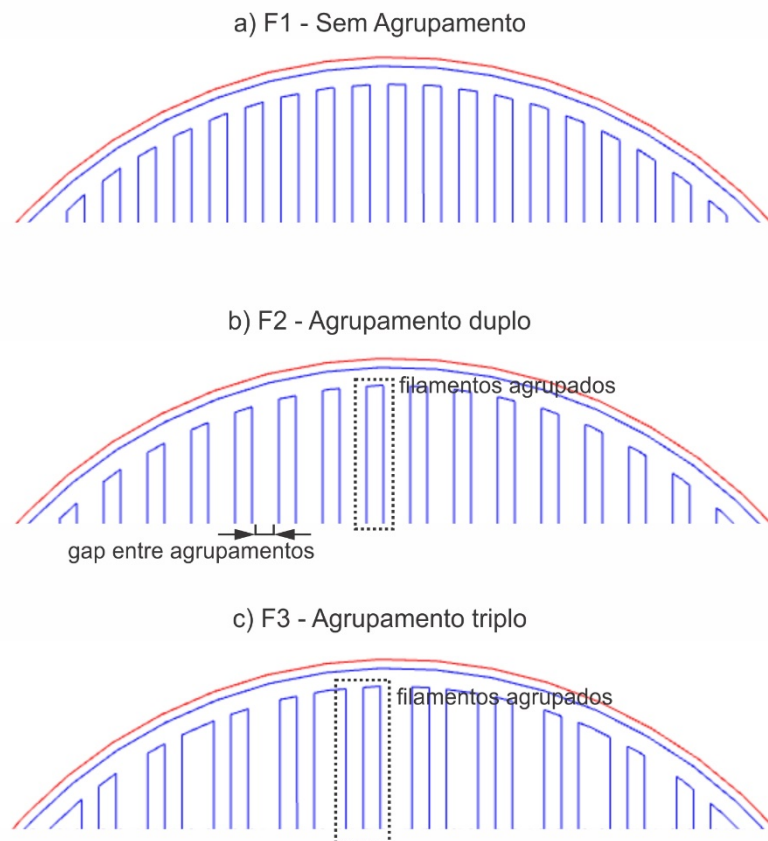 a) F1 - Sem Agrupamento
b) F2 - Agrupamento duplo
filamentos agrupados
gap entre agrupamentos
c) F3 - Agrupamento triplo
filamentos agrupados